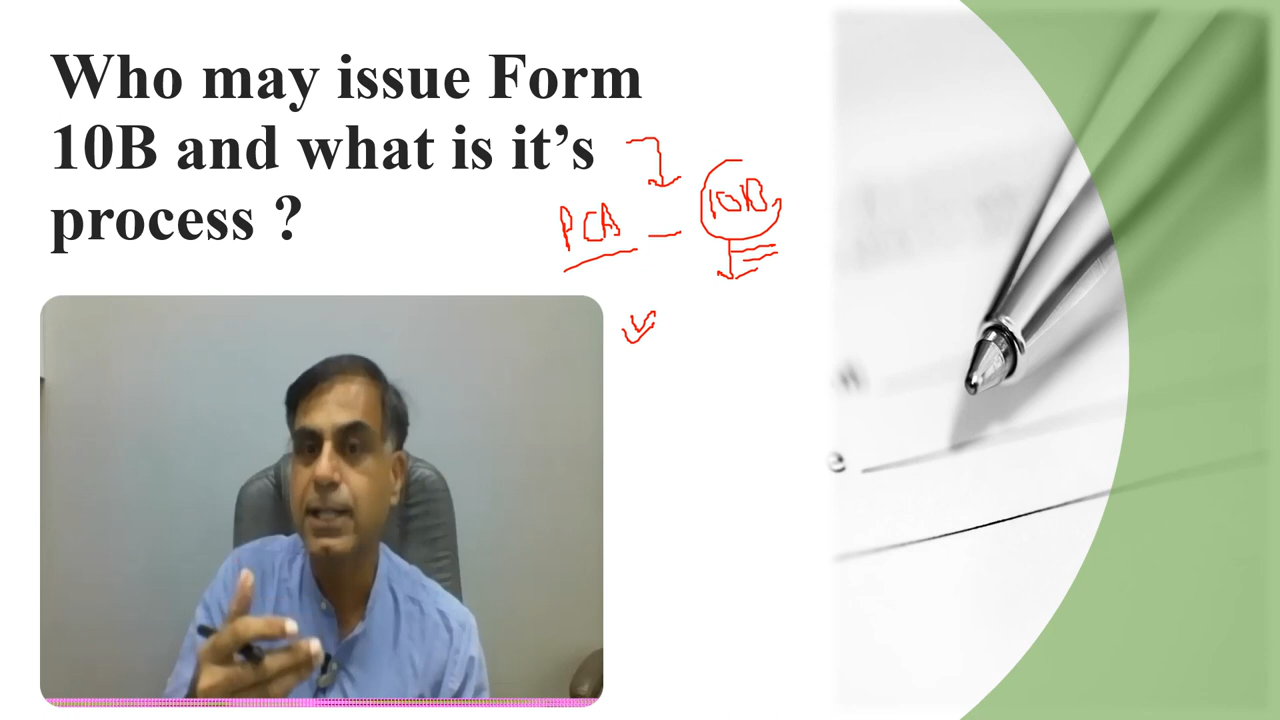 Who may issue Form
10B and what is it's
process ?
PCA - 10B
e